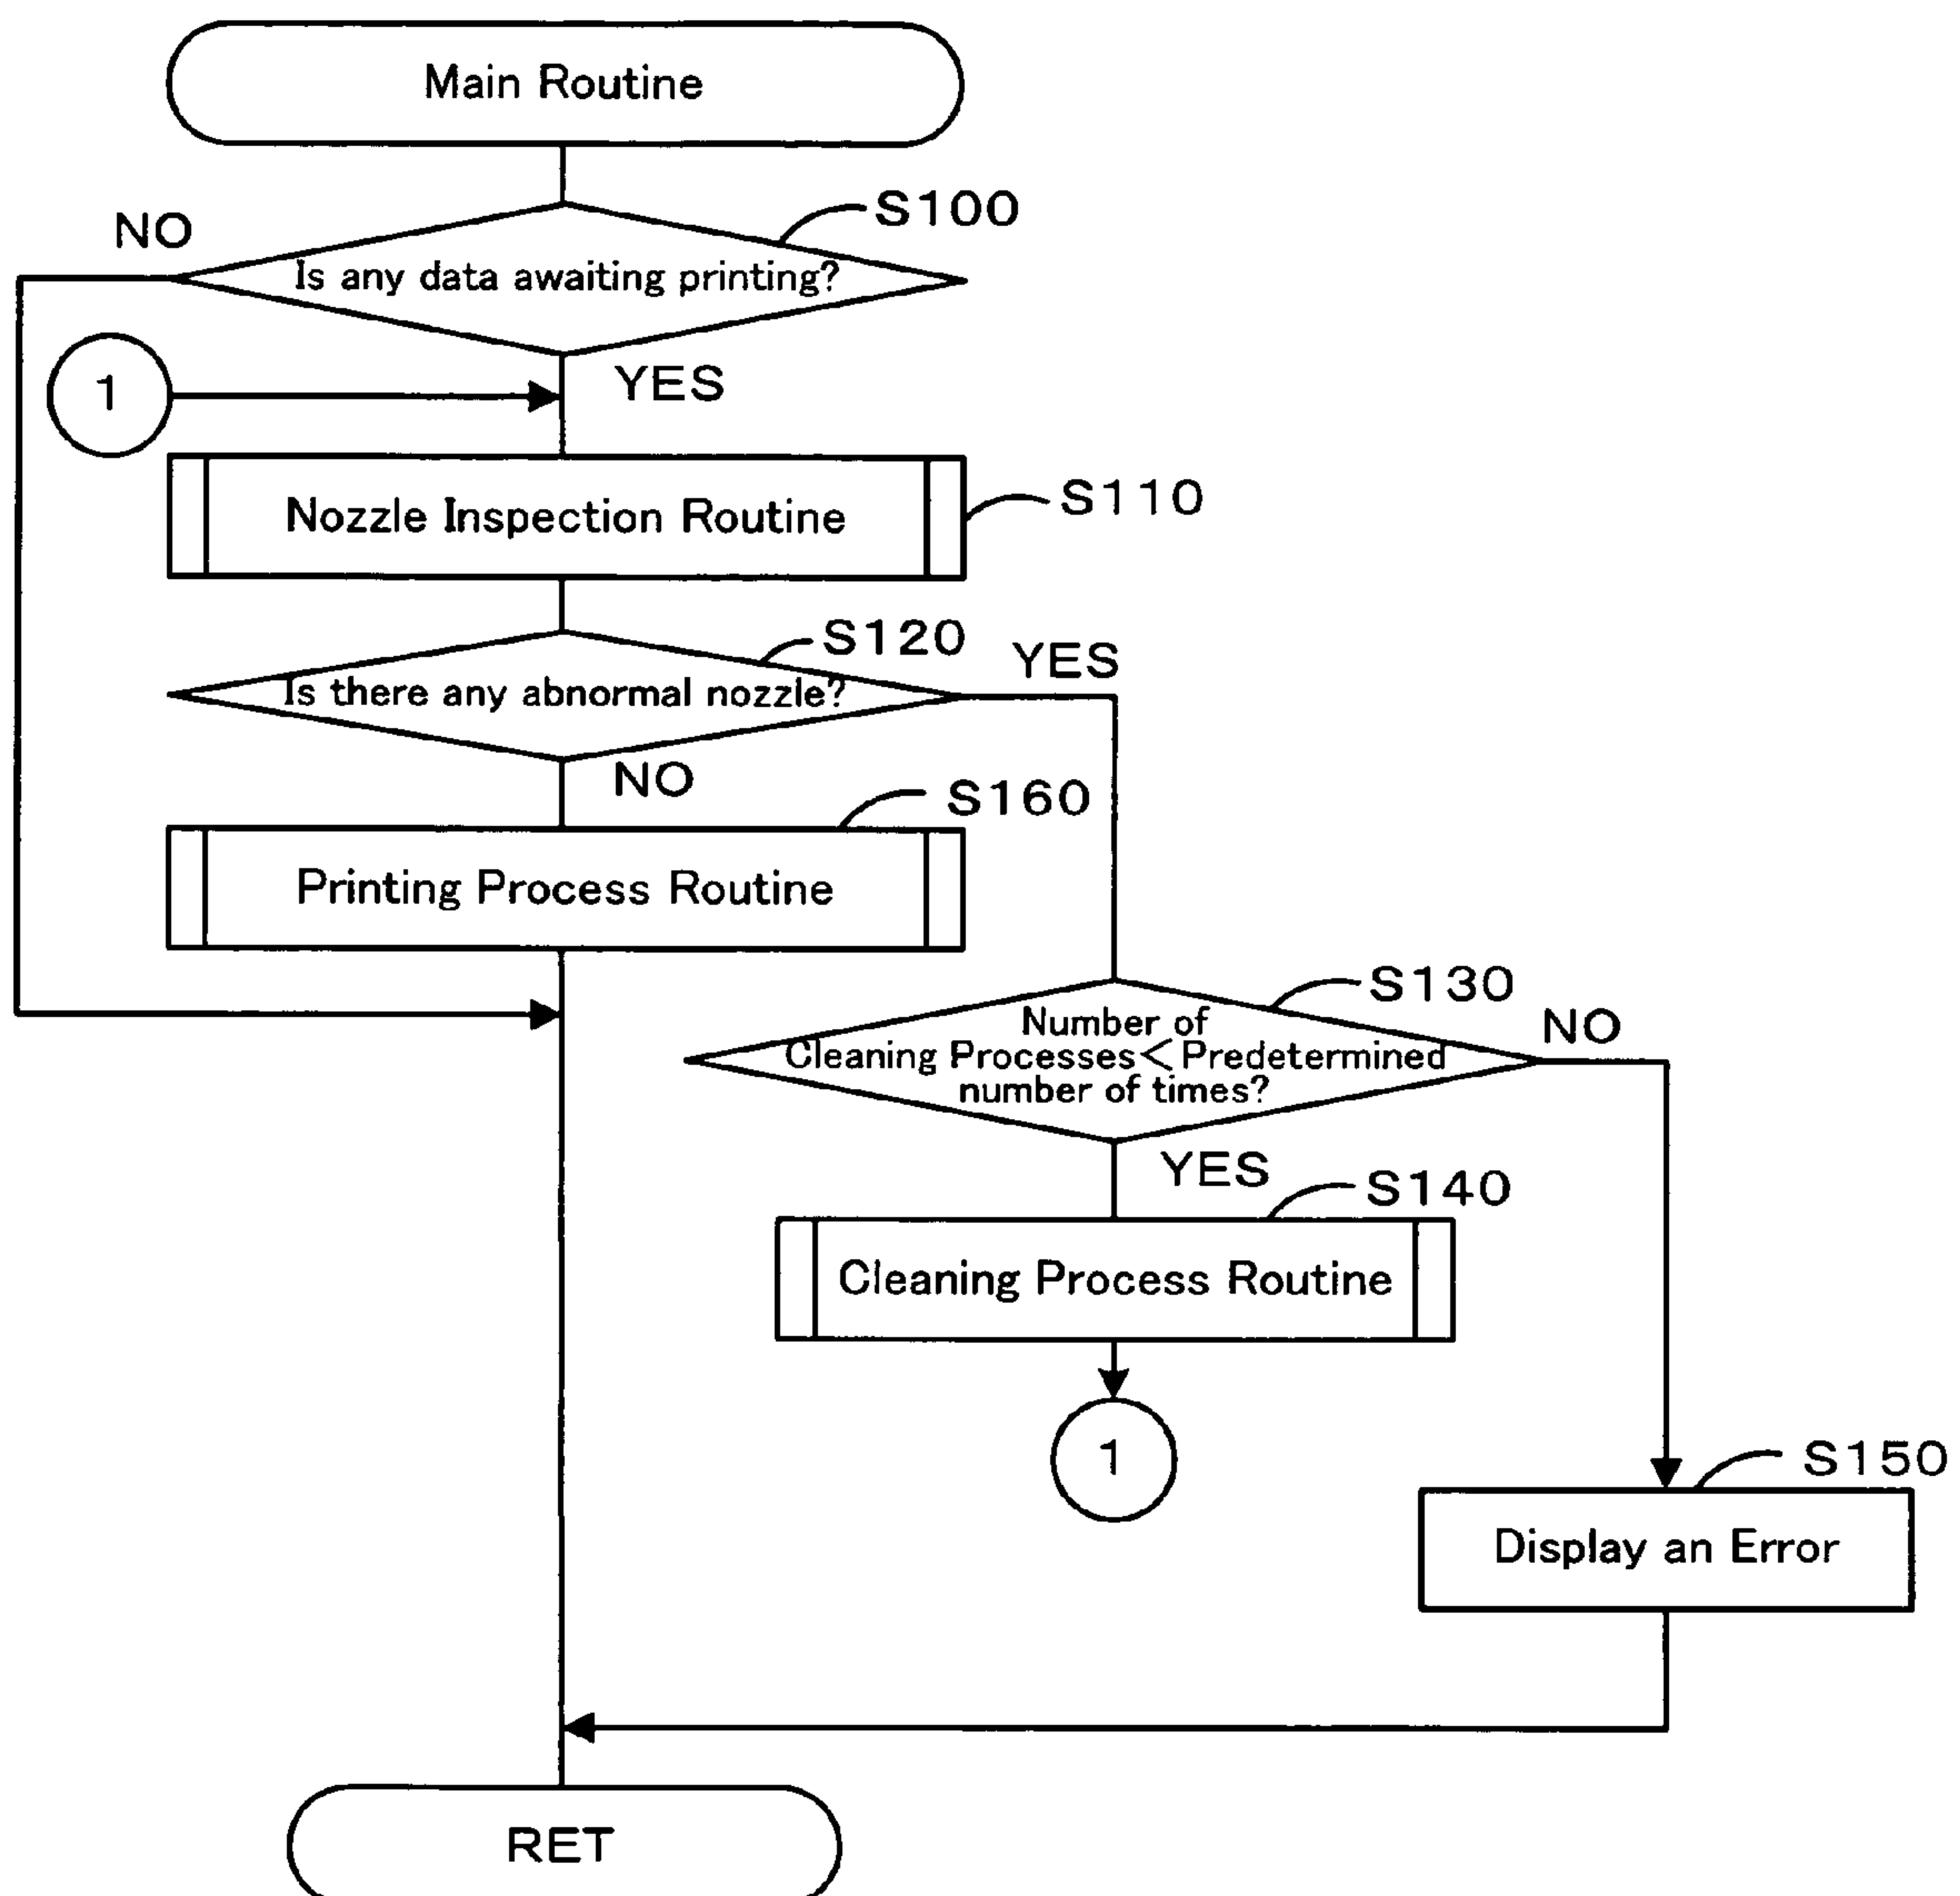 Main Routine
S100
NO
Is any data awaiting printing?
1
YES
Nozzle Inspection Routine
S110
S120
YES
Is there any abnormal nozzle?
NO
S160
Printing Process Routine
S130
NO
Number of
Cleaning Processes<Predetermined
number of times?
YES
S140
Cleaning Process Routine
1
S150
Display an Error
RET